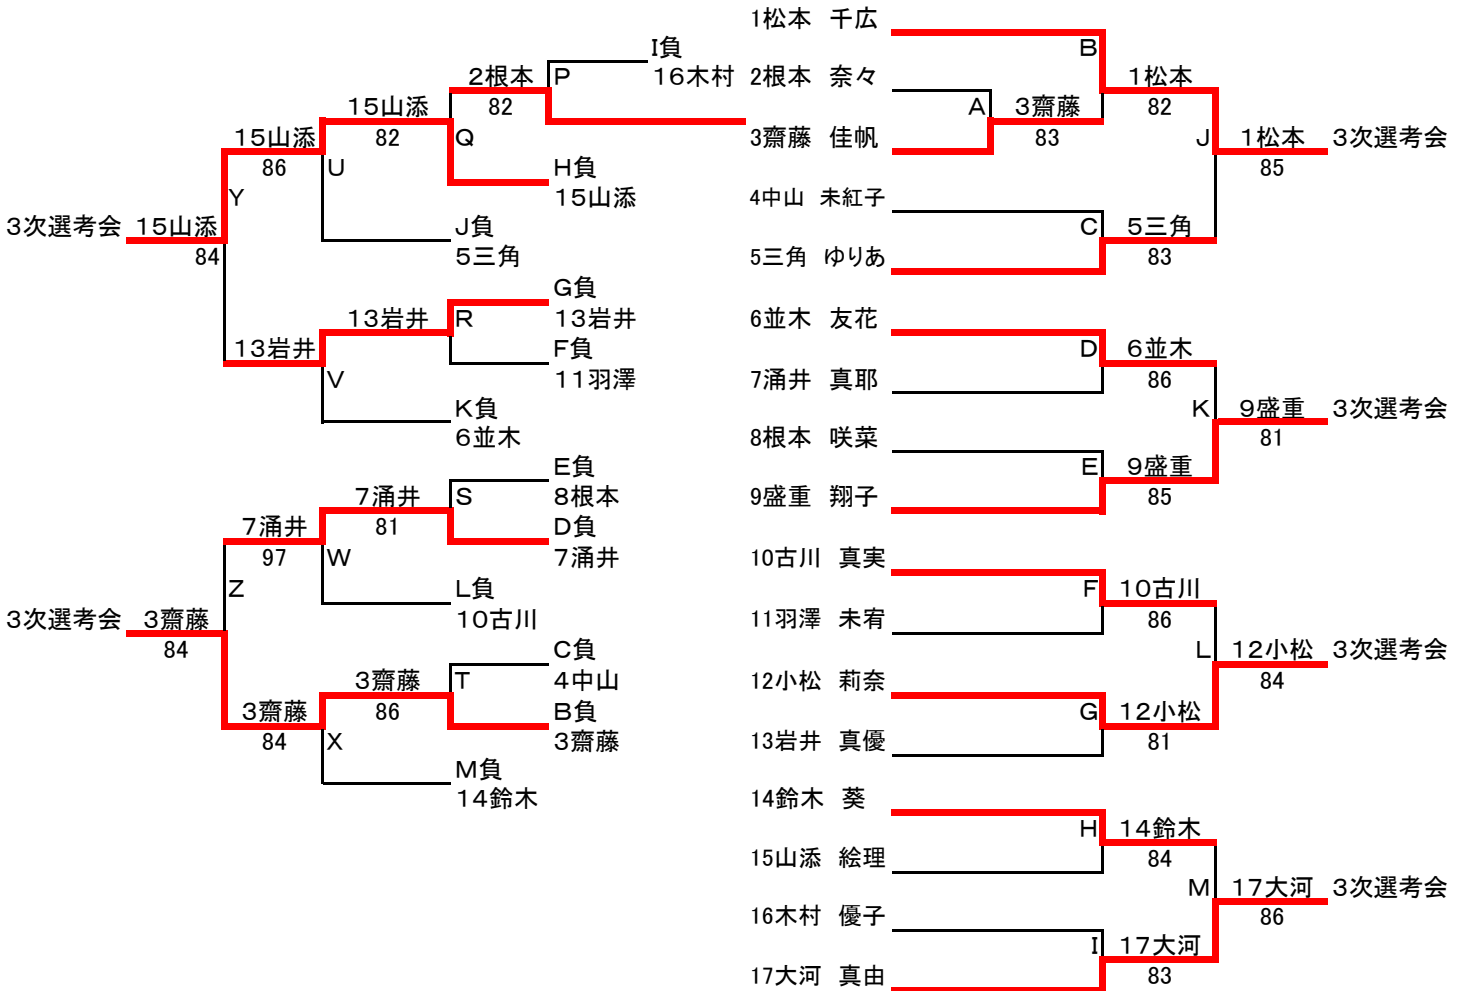 1松本 千広
I負
B
2根本
P
16木村
2根本 奈々
1松本
15山添
82
A
3齋藤
82
15山添
82
Q
3齋藤 佳帆
83
J
1松本
3次選考会
86
U
H負
85
Y
15山添
4中山 未紅子
3次選考会
15山添
J負
C
5三角
84
5三角
5三角 ゆりあ
83
G負
13岩井
R
13岩井
6並木 友花
13岩井
F負
D
6並木
V
11羽澤
7涌井 真耶
86
K負
K
9盛重
3次選考会
6並木
8根本 咲菜
81
E負
E
9盛重
7涌井
S
8根本
9盛重 翔子
85
7涌井
81
D負
97
W
7涌井
10古川 真実
Z
L負
F
10古川
3次選考会
3齋藤
10古川
11羽澤 未宥
86
84
C負
L
12小松
3次選考会
3齋藤
T
4中山
12小松 莉奈
84
3齋藤
86
B負
G
12小松
84
X
3齋藤
13岩井 真優
81
M負
14鈴木
14鈴木 葵
H
14鈴木
15山添 絵理
84
M
17大河
3次選考会
16木村 優子
86
I
17大河
17大河 真由
83